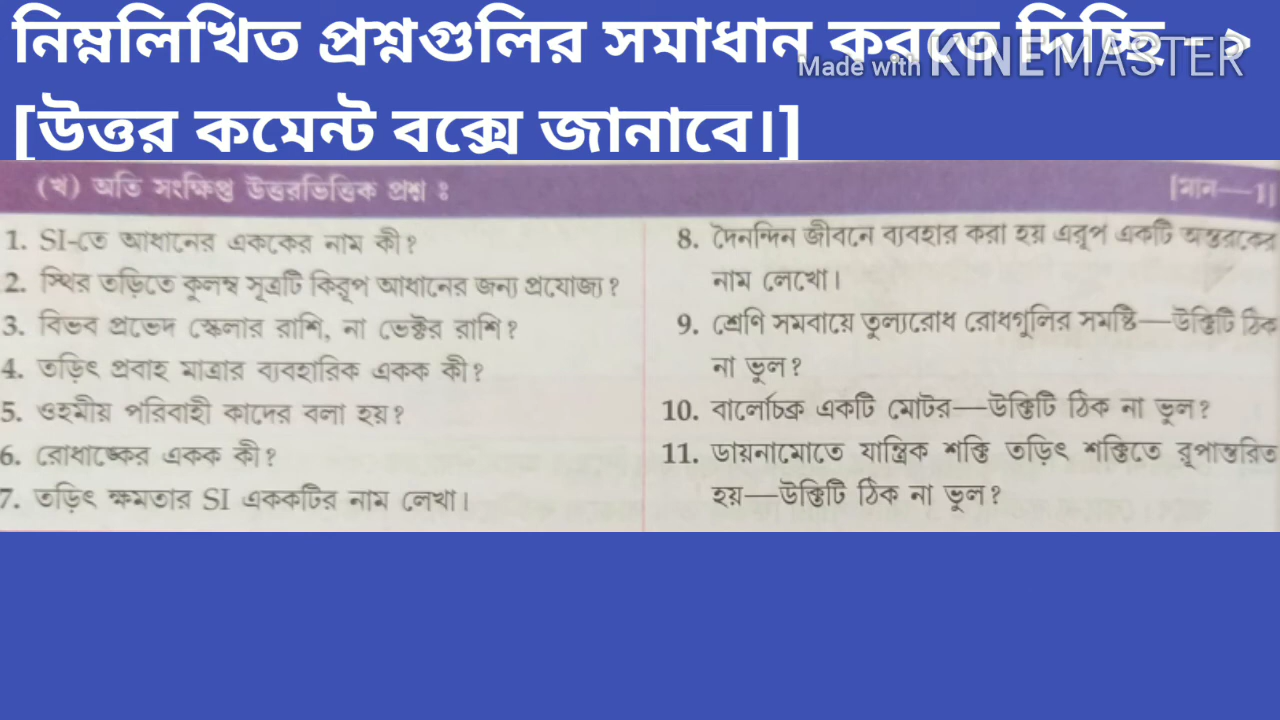 নিম্নলিখিত প্রশ্নগুলির সমাধান করতে দিচ্ছি - >
Made with KINEMASTER
[উত্তর কমেন্ট বক্সে জানাবে।]
(খ) অতি সংক্ষিপ্ত উত্তরভিত্তিক প্রশ্ন : [মান—1]
1. SI-তে আধানের এককের নাম কী?
2. স্থির তড়িতে কুলম্ব সূত্রটি কিরূপ আধানের জন্য প্রযোজ্য?
3. বিভব প্রভেদ স্কেলার রাশি, না ভেক্টর রাশি?
4. তড়িৎ প্রবাহ মাত্রার ব্যবহারিক একক কী?
5. ওহমীয় পরিবাহী কাদের বলা হয়?
6. রোধাঙ্কের একক কী?
7. তড়িৎ ক্ষমতার SI এককটির নাম লেখো।
8. দৈনন্দিন জীবনে ব্যবহার করা হয় এরূপ একটি অন্তরকের
নাম লেখো।
9. শ্রেণি সমবায়ে তুল্যরোধ রোধগুলির সমষ্টি—উক্তিটি ঠিক
না ভুল?
10. বার্লোচক্র একটি মোটর—উক্তিটি ঠিক না ভুল?
11. ডায়নামোতে যান্ত্রিক শক্তি তড়িৎ শক্তিতে রূপান্তরিত
হয়—উক্তিটি ঠিক না ভুল?